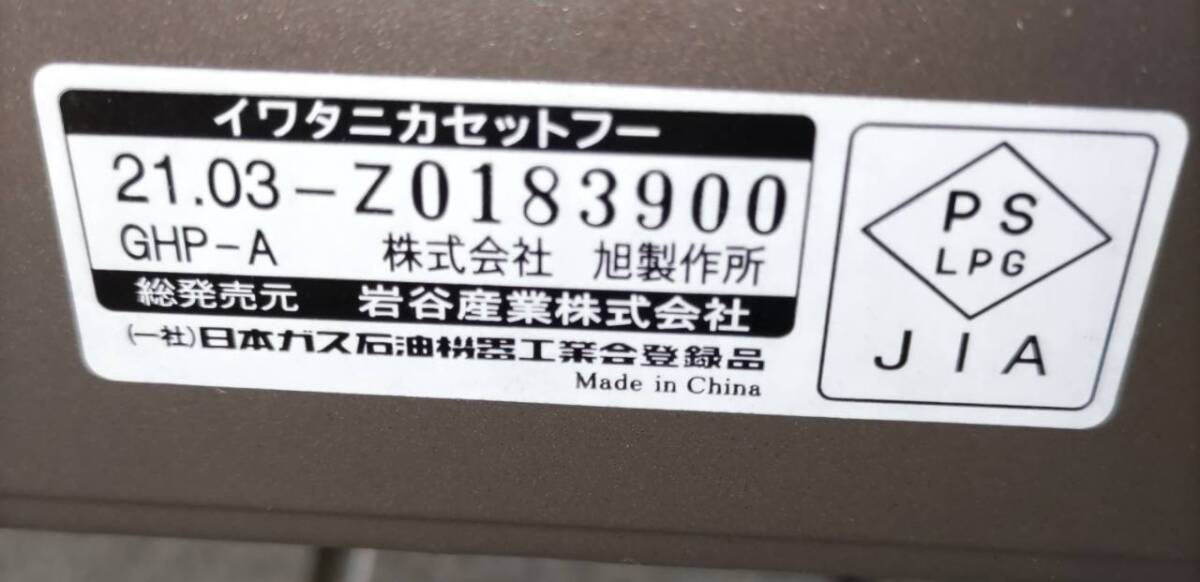 イワタニカセットフー
21.03-Z0183900
GHP-A 株式会社 旭製作所
総発売元 岩谷産業株式会社
(一社)日本ガス石油機器工業会登録品
Made in China
PS
LPG
JIA